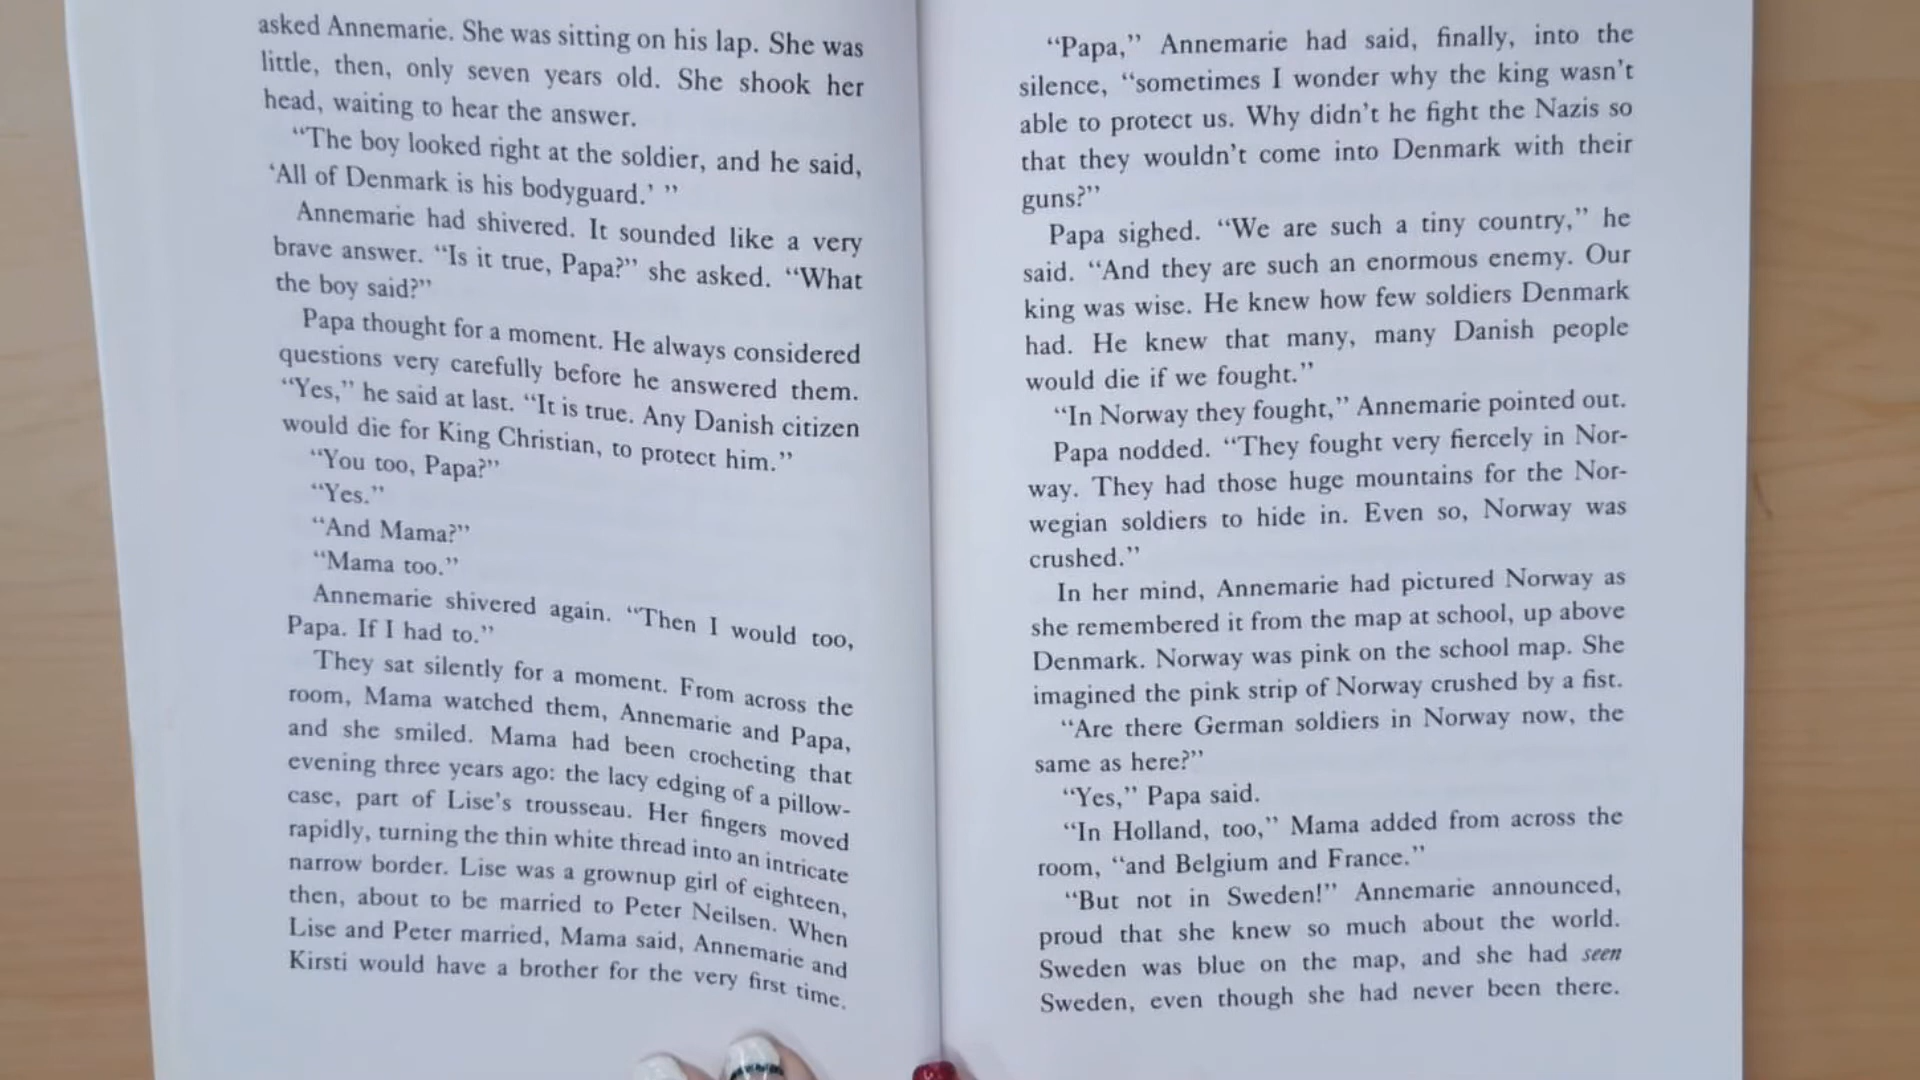 asked Annemarie. She was sitting on his lap. She was
little, then, only seven years old. She shook her
head, waiting to hear the answer.
“The boy looked right at the soldier, and he said,
‘All of Denmark is his bodyguard.’ ”
Annemarie had shivered. It sounded like a very
brave answer. “Is it true, Papa?” she asked. “What
the boy said?”
Papa thought for a moment. He always considered
questions very carefully before he answered them.
“Yes,” he said at last. “It is true. Any Danish citizen
would die for King Christian, to protect him.”
“You too, Papa?”
“Yes.”
“And Mama?”
“Mama too.”
Annemarie shivered again. “Then I would too,
Papa. If I had to.”
They sat silently for a moment. From across the
room, Mama watched them, Annemarie and Papa,
and she smiled. Mama had been crocheting that
evening three years ago: the lacy edging of a pillow-
case, part of Lise’s trousseau. Her fingers moved
rapidly, turning the thin white thread into an intricate
narrow border. Lise was a grownup girl of eighteen,
then, about to be married to Peter Neilsen. When
Lise and Peter married, Mama said, Annemarie and
Kirsti would have a brother for the very first time.
“Papa,” Annemarie had said, finally, into the
silence, “sometimes I wonder why the king wasn’t
able to protect us. Why didn’t he fight the Nazis so
that they wouldn’t come into Denmark with their
guns?”
Papa sighed. “We are such a tiny country,” he
said. “And they are such an enormous enemy. Our
king was wise. He knew how few soldiers Denmark
had. He knew that many, many Danish people
would die if we fought.”
“In Norway they fought,” Annemarie pointed out.
Papa nodded. “They fought very fiercely in Nor-
way. They had those huge mountains for the Nor-
wegian soldiers to hide in. Even so, Norway was
crushed.”
In her mind, Annemarie had pictured Norway as
she remembered it from the map at school, up above
Denmark. Norway was pink on the school map. She
imagined the pink strip of Norway crushed by a fist.
“Are there German soldiers in Norway now, the
same as here?”
“Yes,” Papa said.
“In Holland, too,” Mama added from across the
room, “and Belgium and France.”
“But not in Sweden!” Annemarie announced,
proud that she knew so much about the world.
Sweden was blue on the map, and she had seen
Sweden, even though she had never been there.